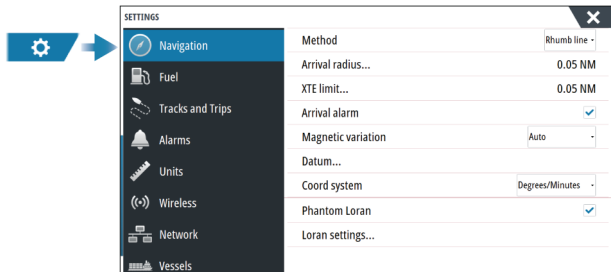 SETTINGS
Navigation
Fuel
Tracks and Trips
Alarms
Units
Wireless
Network
Vessels
Method Rhumb line
Arrival radius... 0.05 NM
XTE limit... 0.05 NM
Arrival alarm
Magnetic variation Auto
Datum...
Coord system Degrees/Minutes
Phantom Loran
Loran settings...